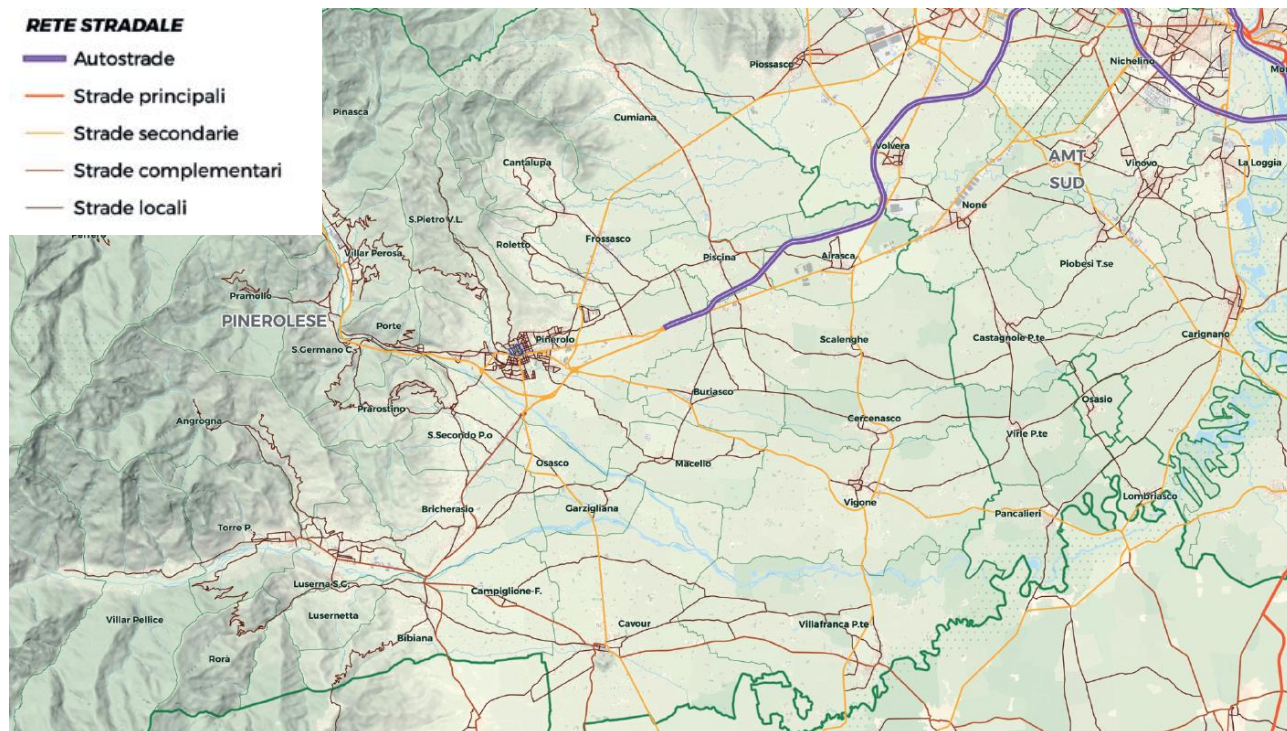 RETE STRADALE
Autostrade
Strade principali
Strade secondarie
Strade complementari
Strade locali
Nichelino
Piossasco
Pinasca
Cumiana
Volvera
AMT
SUD
Vinovo
La Loggia
Cantalupa
S.Pietro V.L.
Roletto
Frossasco
None
Villar Perosa
Piscina
Airasca
Piobesi T.se
Pramollo
PINEROLESE
Porte
S.Germano C.
Pinerolo
Scalenghe
Castagnole P.te
Carignano
Prarostino
Buriasco
Osasio
Angrogna
Cercenasco
S.Secondo P.o
Virle P.te
Osasco
Macello
Bricherasio
Garzigliana
Vigone
Pancalieri
Lombriasco
Torre P.
Luserna S.G.
Campiglione F.
Villar Pellice
Lusernetta
Bibiana
Cavour
Villafranca P.te
Rorà